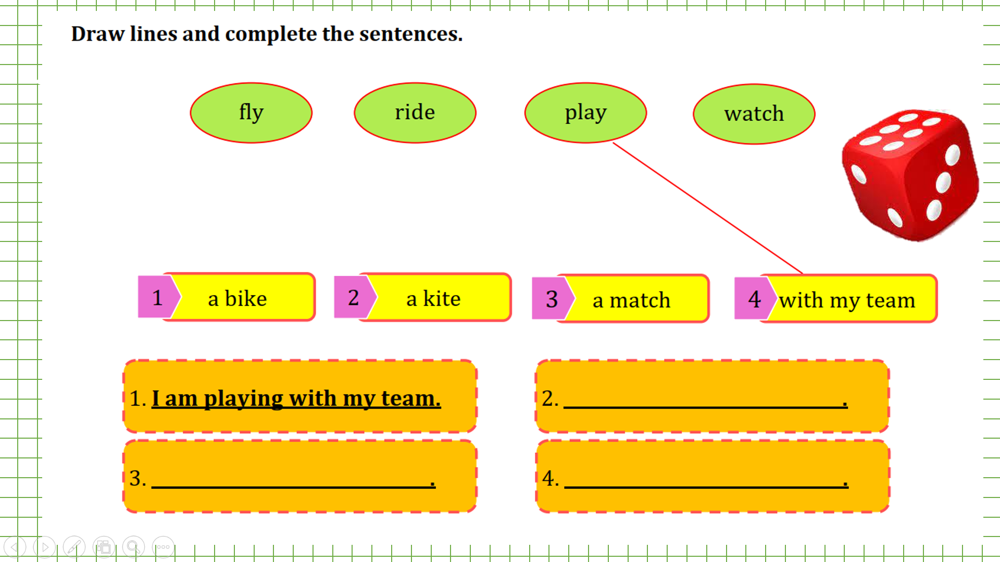 Draw lines and complete the sentences.
fly ride play watch
1 a bike 2 a kite 3 a match 4 with my team
1. I am playing with my team. 2. ______________________.
3. ______________________. 4. ______________________.